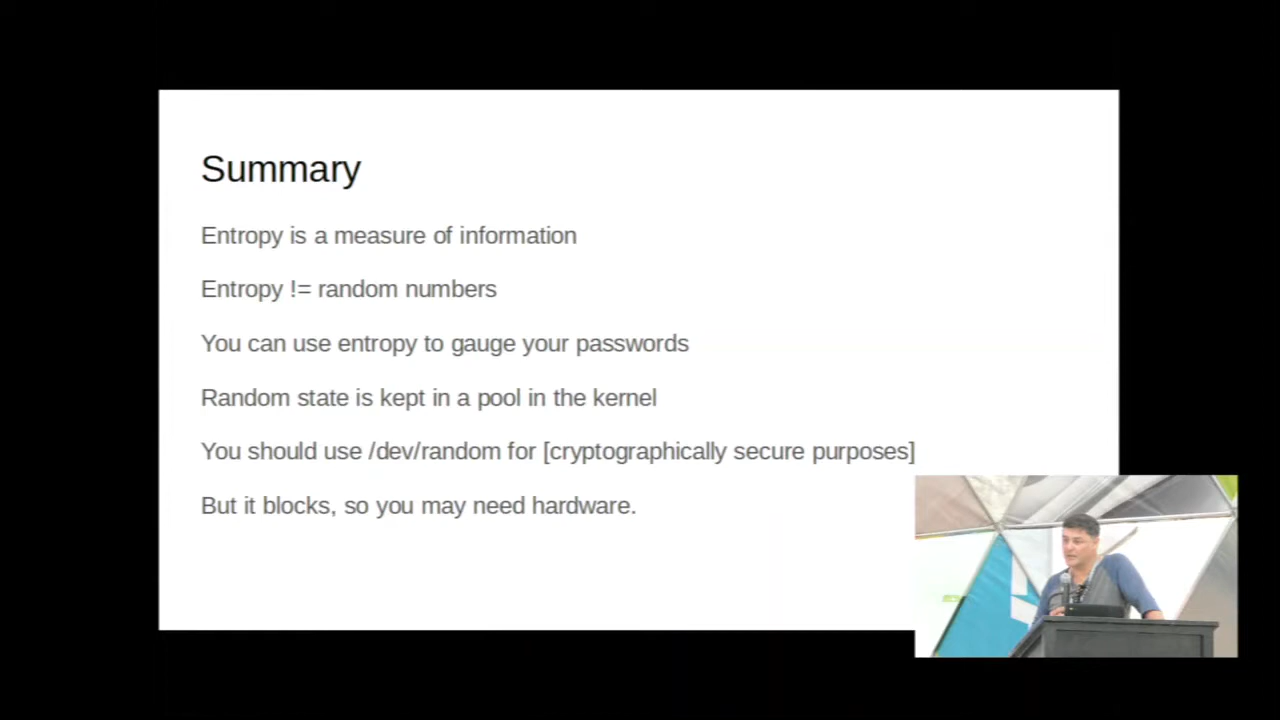 Summary
Entropy is a measure of information
Entropy != random numbers
You can use entropy to gauge your passwords
Random state is kept in a pool in the kernel
You should use /dev/random for [cryptographically secure purposes]
But it blocks, so you may need hardware.